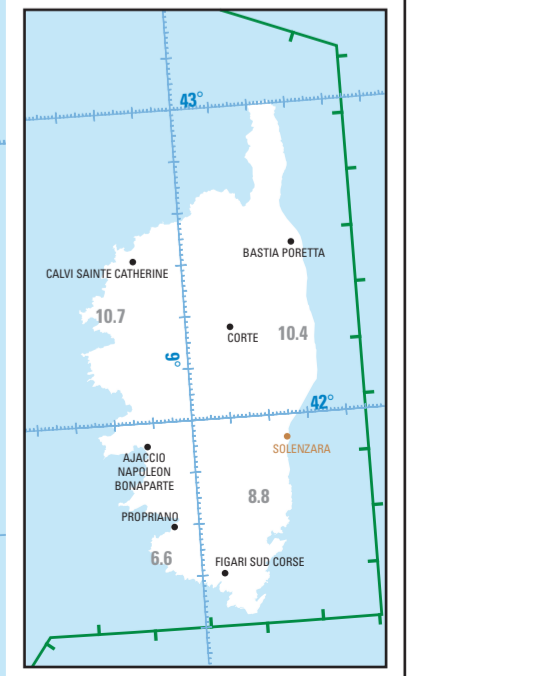 43°
BASTIA PORETTA
CALVI SAINTE CATHERINE
10.7
CORTE
10.4
9°
42°
SOLENZARA
AJACCIO
NAPOLEON
BONAPARTE
8.8
PROPRIANO
6.6
FIGARI SUD CORSE